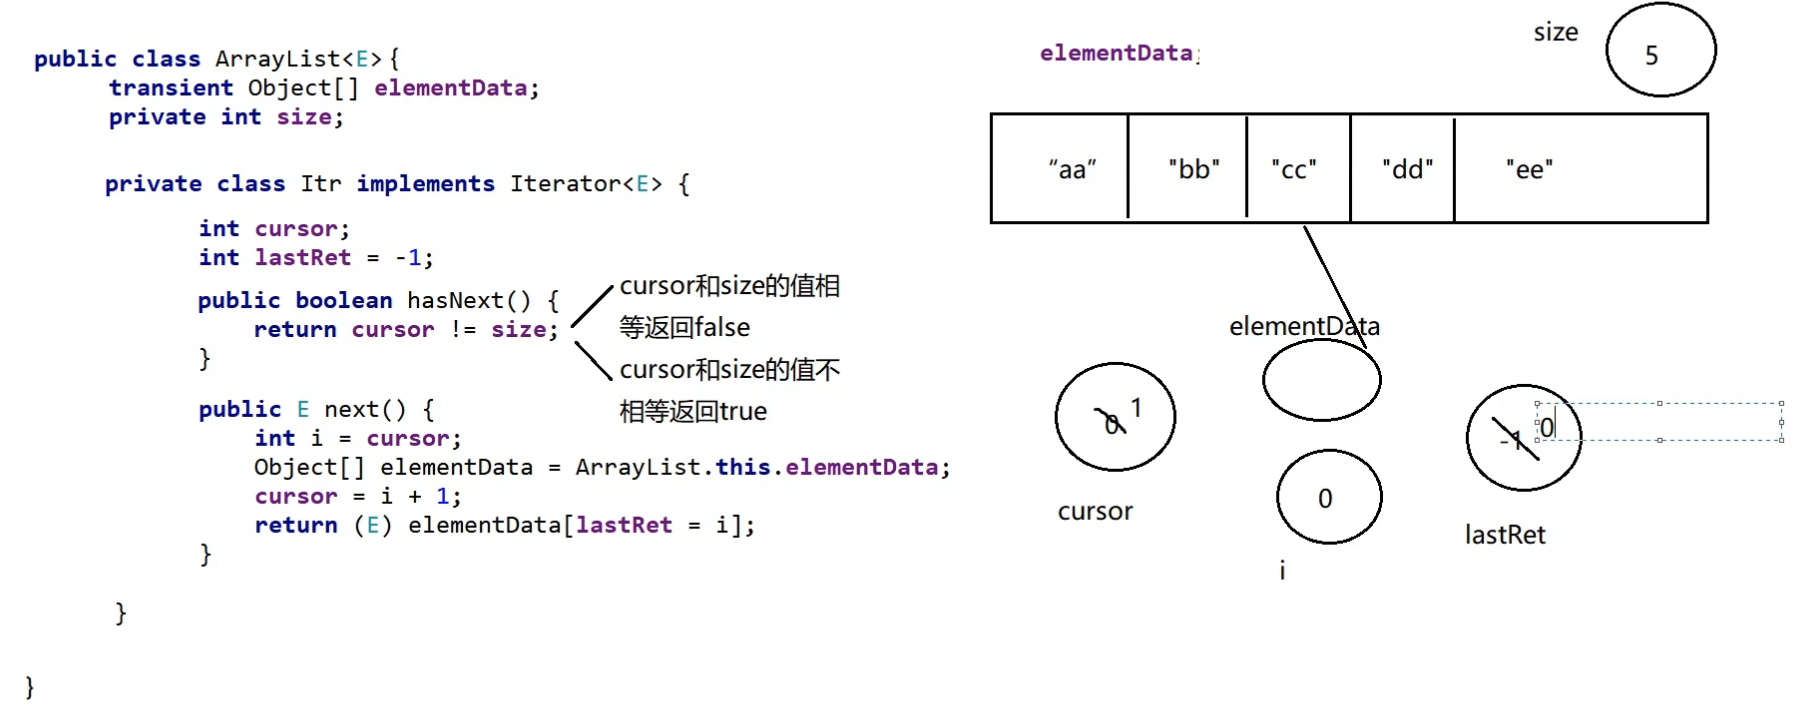 public class ArrayList<E>{
transient Object[] elementData;
private int size;
private class Itr implements Iterator<E> {
int cursor;
int lastRet = -1;
public boolean hasNext() {
return cursor != size;
}
cursor和size的值相
等返回false
cursor和size的值不
相等返回true
public E next() {
int i = cursor;
Object[] elementData = ArrayList.this.elementData;
cursor = i + 1;
return (E) elementData[lastRet = i];
}
}
}
elementData;
size
5
“aa” "bb" "cc" "dd" "ee"
elementData
0 1
cursor
0
i
-1 0
lastRet